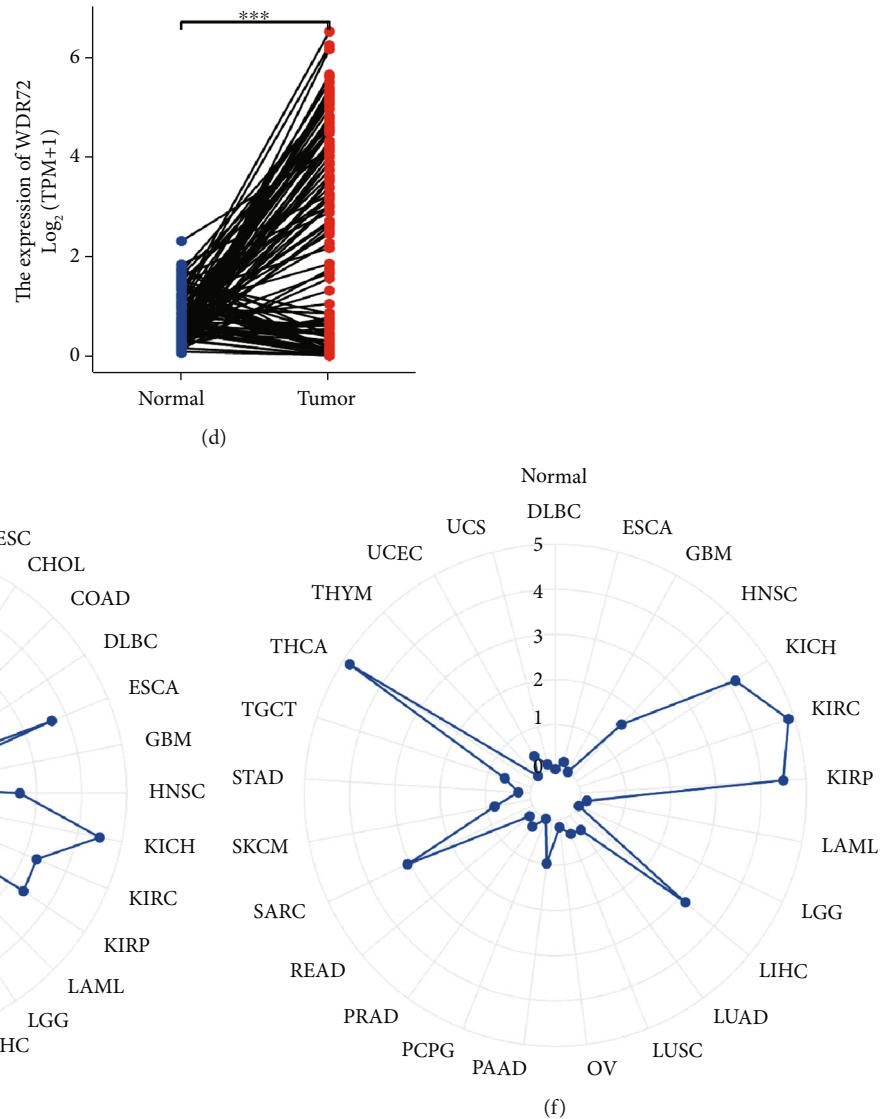 ***
6
4
2
0
The expression of WDR72
Log2 (TPM+1)
Normal
Tumor
(d)
ESC
CHOL
COAD
DLBC
ESCA
GBM
HNSC
KICH
KIRC
KIRP
LAML
LGG
HC
Normal
DLBC
ESCA
GBM
HNSC
KICH
KIRC
KIRP
LAML
LGG
LIHC
LUAD
LUSC
OV
PAAD
PCPG
PRAD
READ
SARC
SKCM
STAD
TGCT
THCA
THYM
UCEC
UCS
5
4
3
2
1
0
(f)